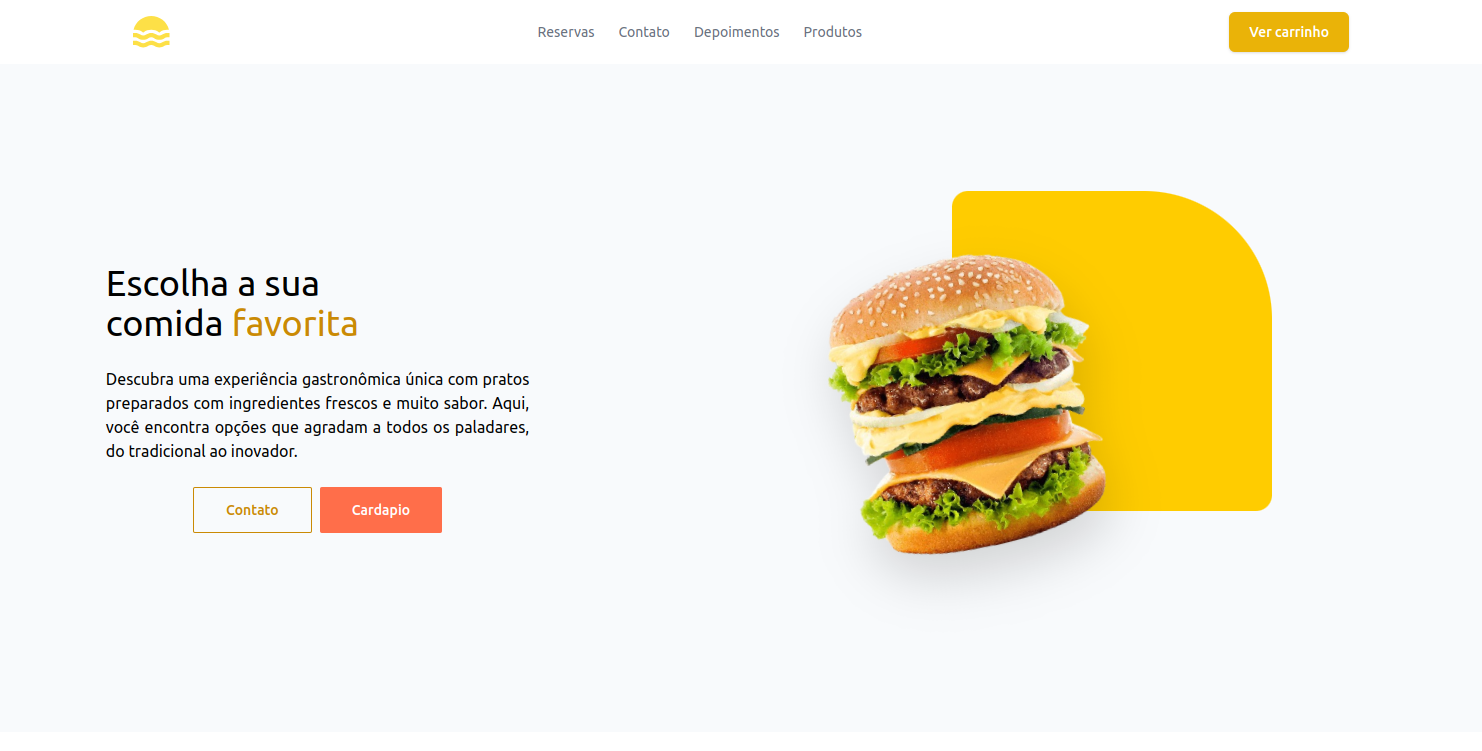 Reservas Contato Depoimentos Produtos Ver carrinho
Escolha a sua
comida favorita
Descubra uma experiência gastronômica única com pratos
preparados com ingredientes frescos e muito sabor. Aqui,
você encontra opções que agradam a todos os paladares,
do tradicional ao inovador.
Contato Cardapio